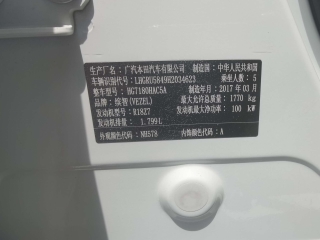 生产厂名：广汽本田汽车有限公司 制造国：中华人民共和国
车辆识别代号：LHGRU5849H2034623 乘坐人数：5
整车型号：HG7180HAC5A 制造年月：2017 年 03 月
品名：缤智(VEZEL) 最大允许总质量：1770 kg
发动机型号：R18Z7 发动机最大净功率：100 kW
发动机排量：1.799L
外观颜色代号：NH578 内饰颜色代号：A